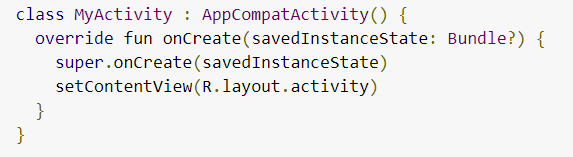 class MyActivity : AppCompatActivity() {
  override fun onCreate(savedInstanceState: Bundle?) {
    super.onCreate(savedInstanceState)
    setContentView(R.layout.activity)
  }
}